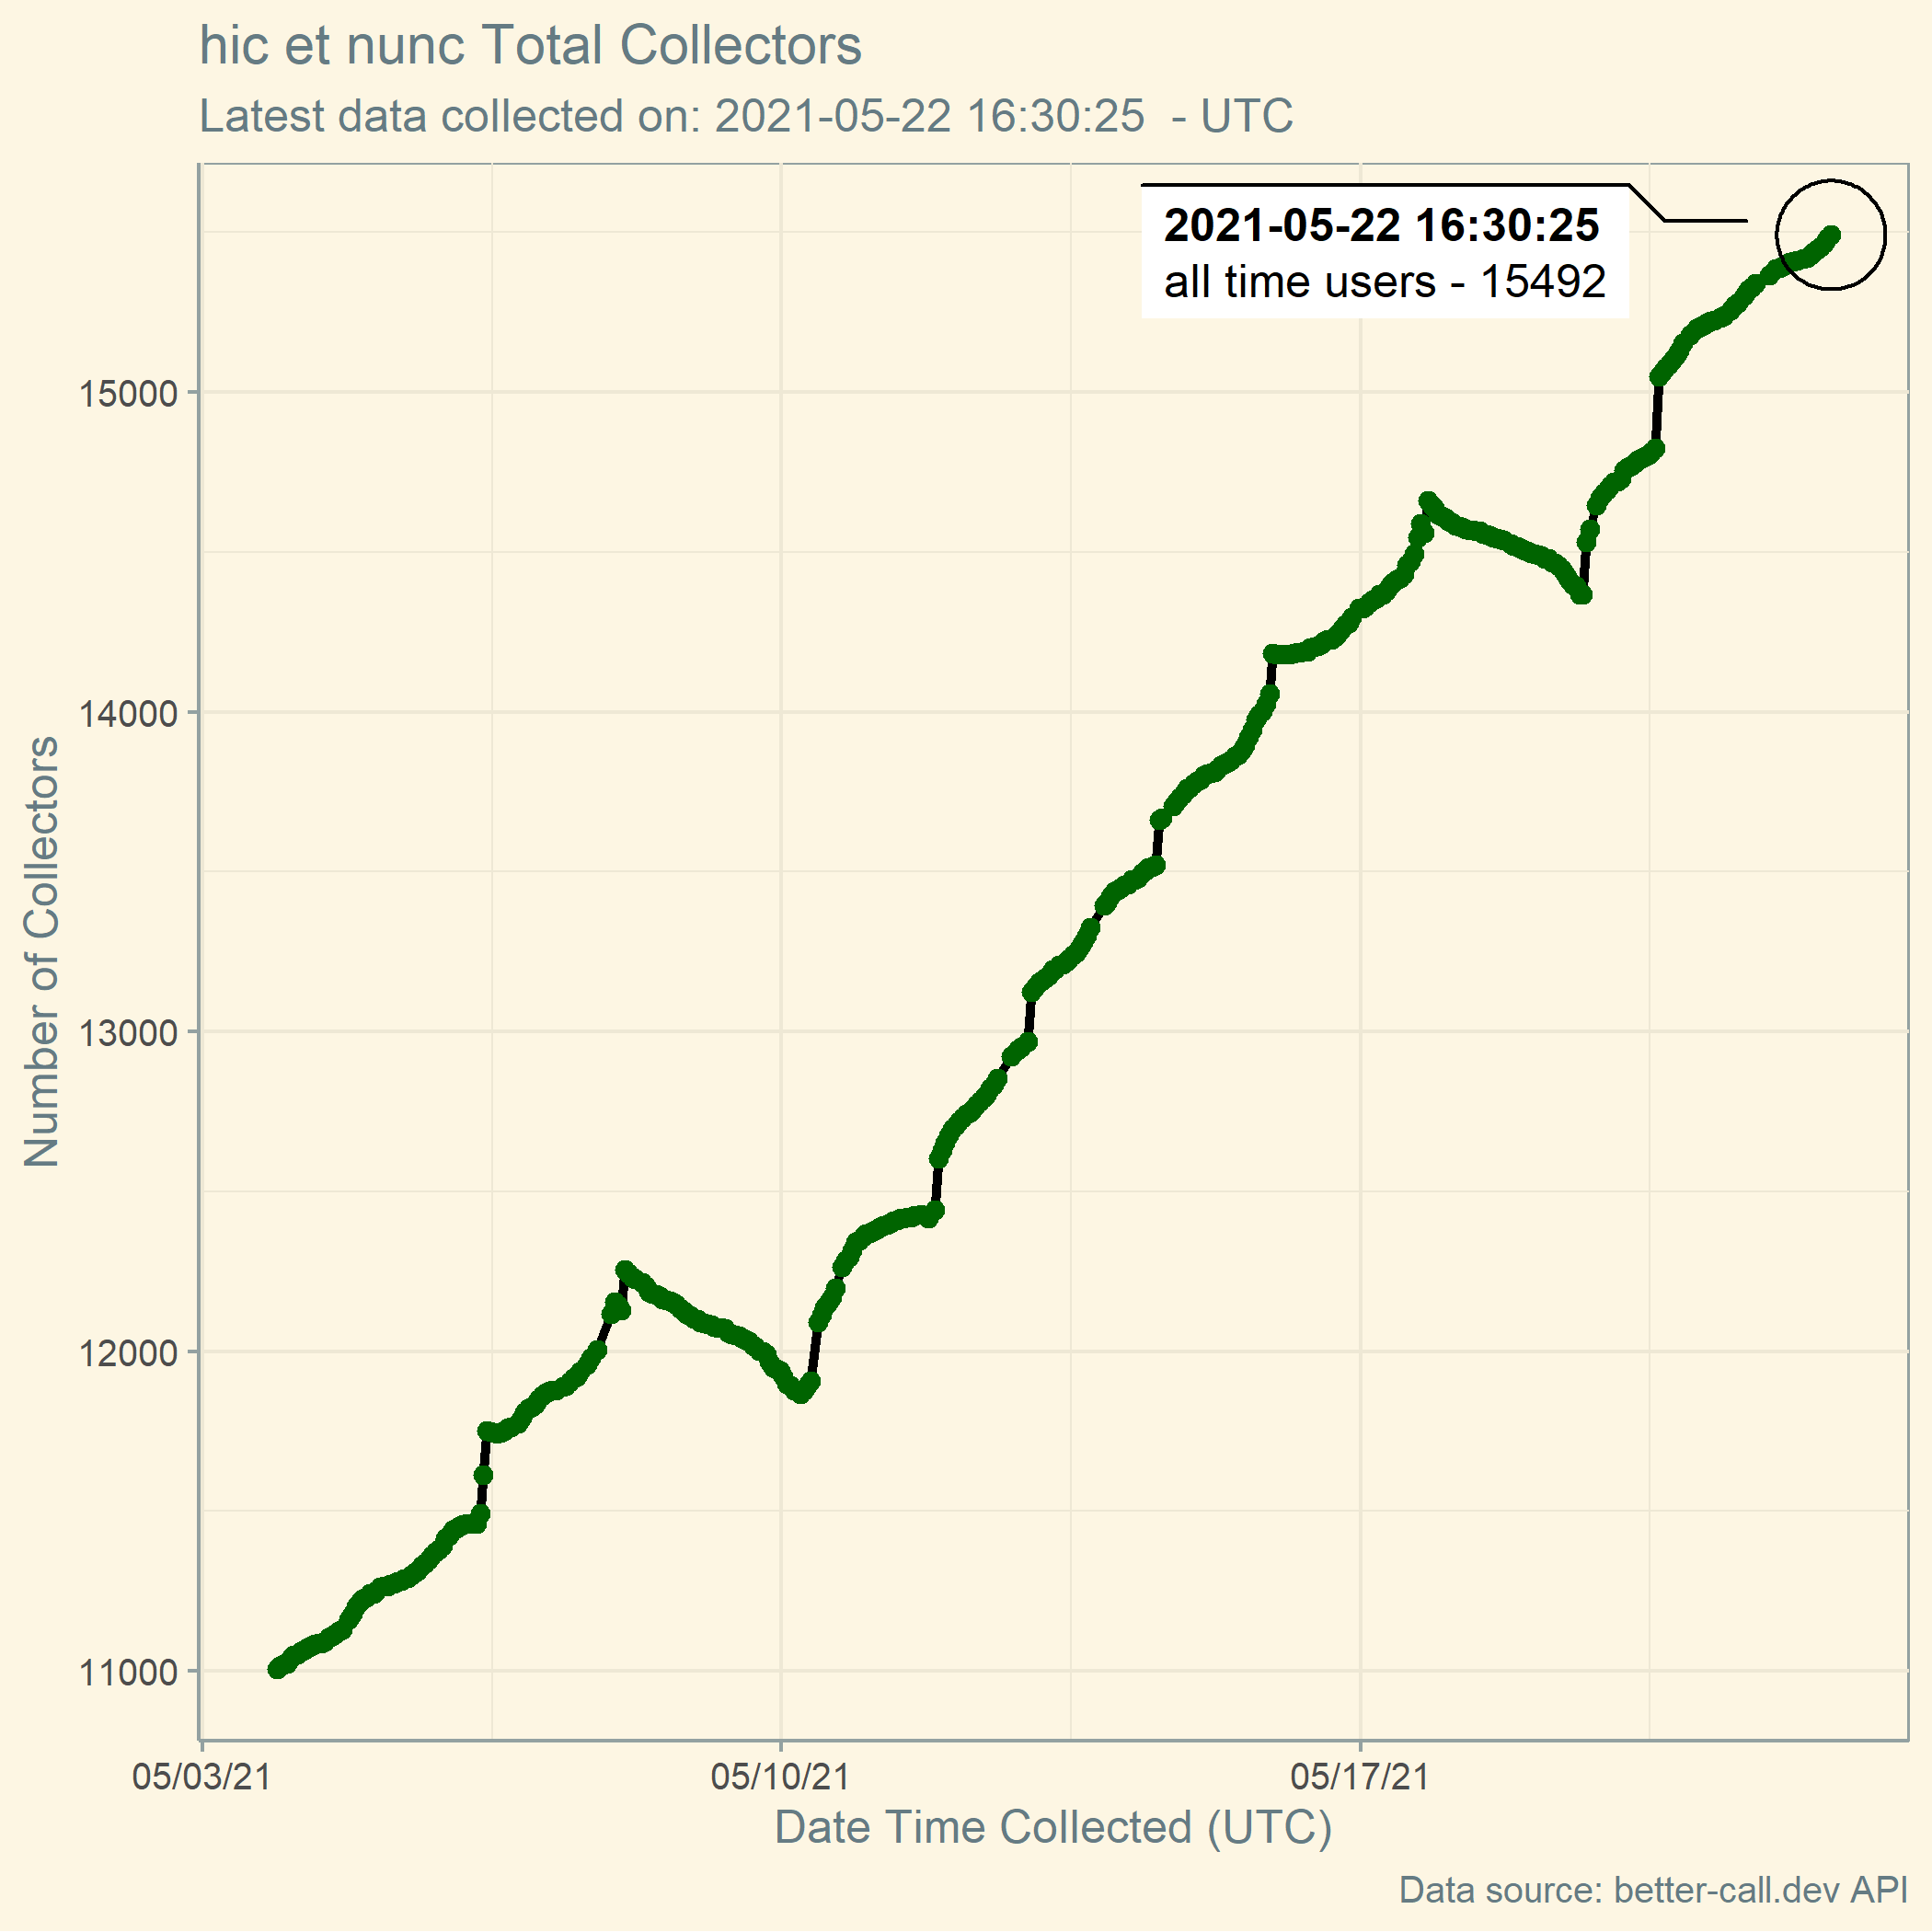 hic et nunc Total Collectors
Latest data collected on: 2021-05-22 16:30:25  - UTC
2021-05-22 16:30:25
all time users - 15492
15000
14000
13000
12000
11000
Number of Collectors
05/03/21
05/10/21
05/17/21
Date Time Collected (UTC)
Data source: better-call.dev API